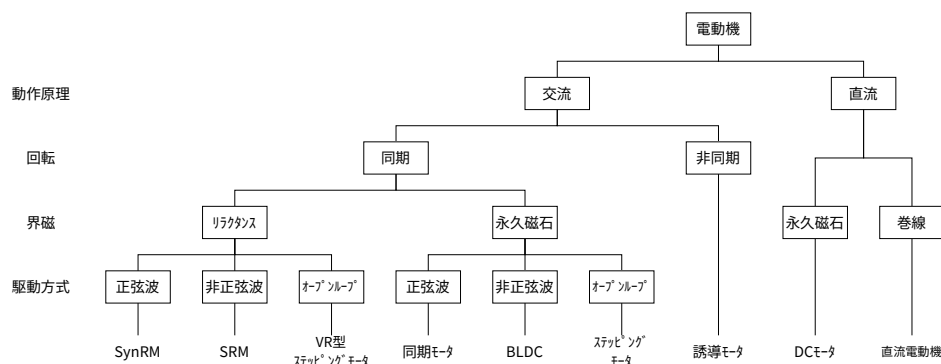 電動機
動作原理
交流
直流
回転
同期
非同期
界磁
ﾘﾗｸﾀﾝｽ
永久磁石
永久磁石
巻線
駆動方式
正弦波
非正弦波
ｵｰﾌﾟﾝﾙｰﾌﾟ
正弦波
非正弦波
ｵｰﾌﾟﾝﾙｰﾌﾟ
SynRM
SRM
VR型
ｽﾃｯﾋﾟﾝｸﾞﾓｰﾀ
同期ﾓｰﾀ
BLDC
ｽﾃｯﾋﾟﾝｸﾞ
ﾓｰﾀ
誘導ﾓｰﾀ
DCﾓｰﾀ
直流電動機